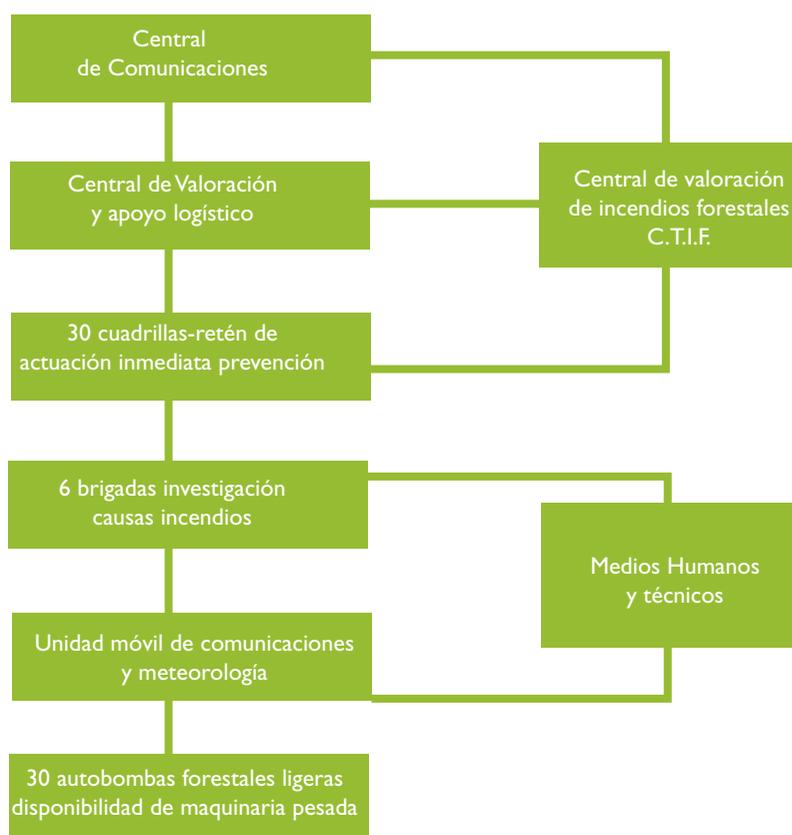 Central
de Comunicaciones
Central de Valoración
y apoyo logístico
Central de valoración
de incendios forestales
C.T.I.F.
30 cuadrillas-retén de
actuación inmediata prevención
6 brigadas investigación
causas incendios
Medios Humanos
y técnicos
Unidad móvil de comunicaciones
y meteorología
30 autobombas forestales ligeras
disponibilidad de maquinaria pesada